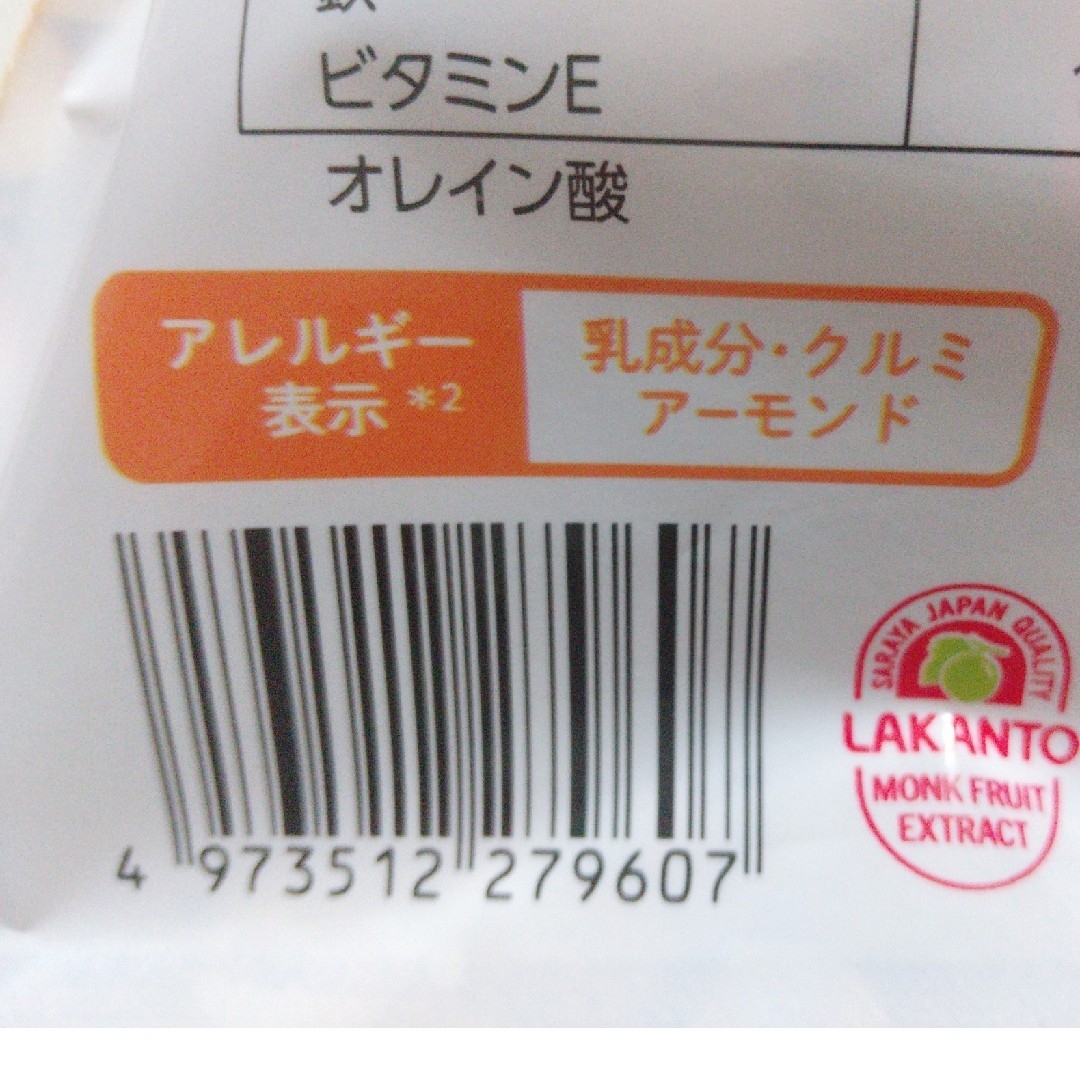 ビタミンE
オレイン酸
アレルギー
表示 *2
乳成分・クルミ
アーモンド
4 973512 279607
SARAYA JAPAN QUALITY
LAKANTO
MONK FRUIT
EXTRACT